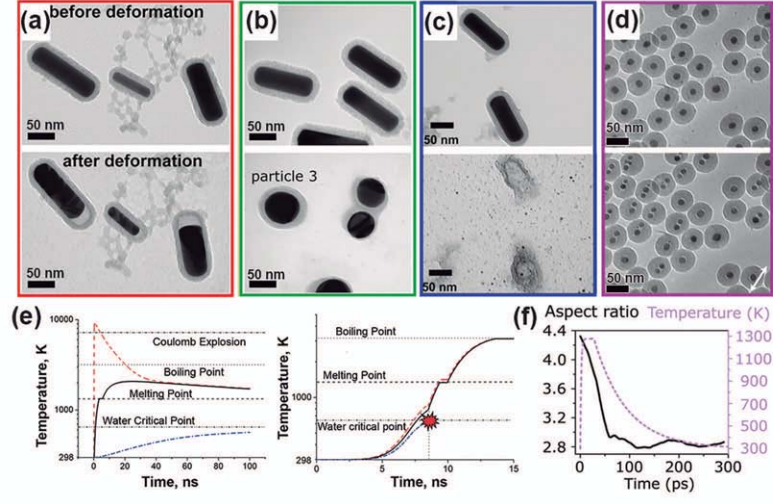 (a) before deformation
50 nm
after deformation
50 nm
(b)
50 nm
particle 3
50 nm
(c)
50 nm
50 nm
(d)
50 nm
50 nm
(e)
Temperature, K
10000
1000
298
Coulomb Explosion
Boiling Point
Melting Point
Water Critical Point
0 20 40 60 80 100
Time, ns
Temperature, K
1000
298
Boiling Point
Melting Point
Water critical point
0 5 10 15
Time, ns
(f)
Aspect ratio Temperature (K)
4.4
4.0
3.6
3.2
2.8
1300
1100
900
700
500
300
0 100 200 300
Time (ps)